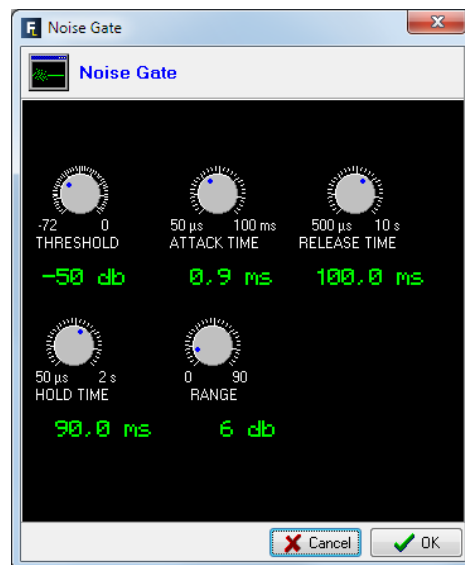 Noise Gate
Noise Gate
-72 0 50 µs 100 ms 500 µs 10 s
THRESHOLD ATTACK TIME RELEASE TIME
-50 db 0,9 ms 100,0 ms
50 µs 2 s 0 90
HOLD TIME RANGE
90,0 ms 6 db
Cancel OK